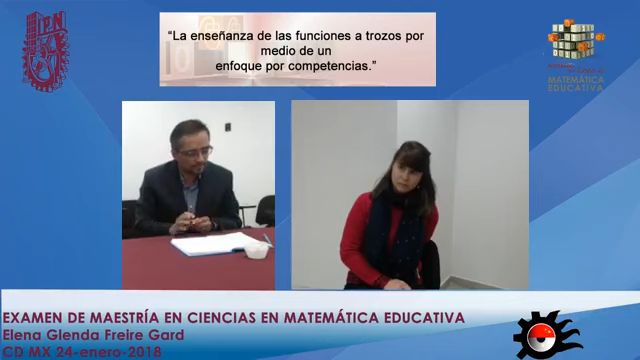 IPN
“La enseñanza de las funciones a trozos por
medio de un
enfoque por competencias.”
MATEMÁTICA
EDUCATIVA
EXAMEN DE MAESTRÍA EN CIENCIAS EN MATEMÁTICA EDUCATIVA
Elena Glenda Freire Gard
CD MX 24-enero-2018